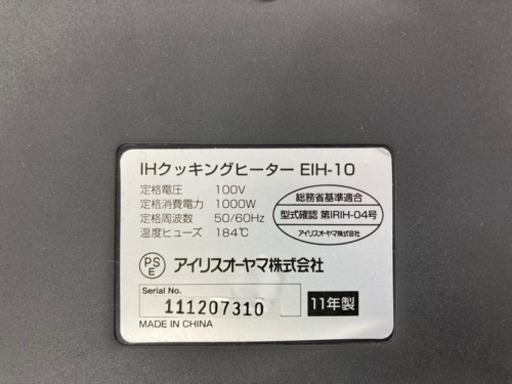 IHクッキングヒーター EIH-10
定格電圧 100V
定格消費電力 1000W
定格周波数 50/60Hz
温度ヒューズ 184℃
総務省基準適合
型式確認 第IRIH-04号
アイリスオーヤマ株式会社
PSE アイリスオーヤマ株式会社
Serial No.
111207310
11年製
MADE IN CHINA